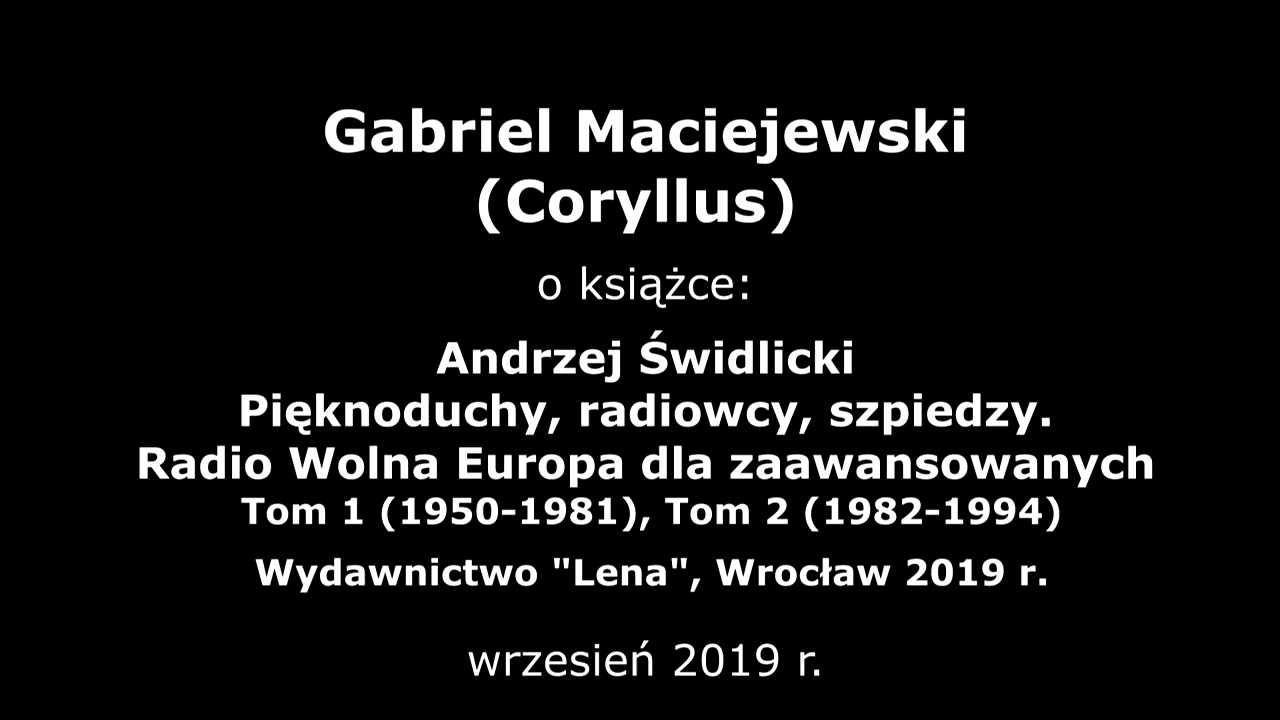 Gabriel Maciejewski
(Coryllus)
o książce:
Andrzej Świdlicki
Pięknoduchy, radiowcy, szpiedzy.
Radio Wolna Europa dla zaawansowanych
Tom 1 (1950-1981), Tom 2 (1982-1994)
Wydawnictwo "Lena", Wrocław 2019 r.
wrzesień 2019 r.